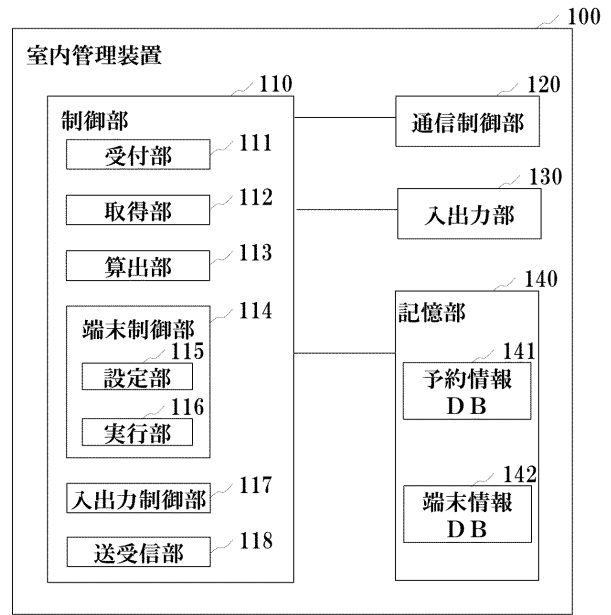 100
室内管理装置
110
制御部
受付部
111
取得部
112
算出部
113
端末制御部
114
設定部
115
実行部
116
入出力制御部
117
送受信部
118
120
通信制御部
130
入出力部
140
記憶部
141
予約情報
DB
142
端末情報
DB